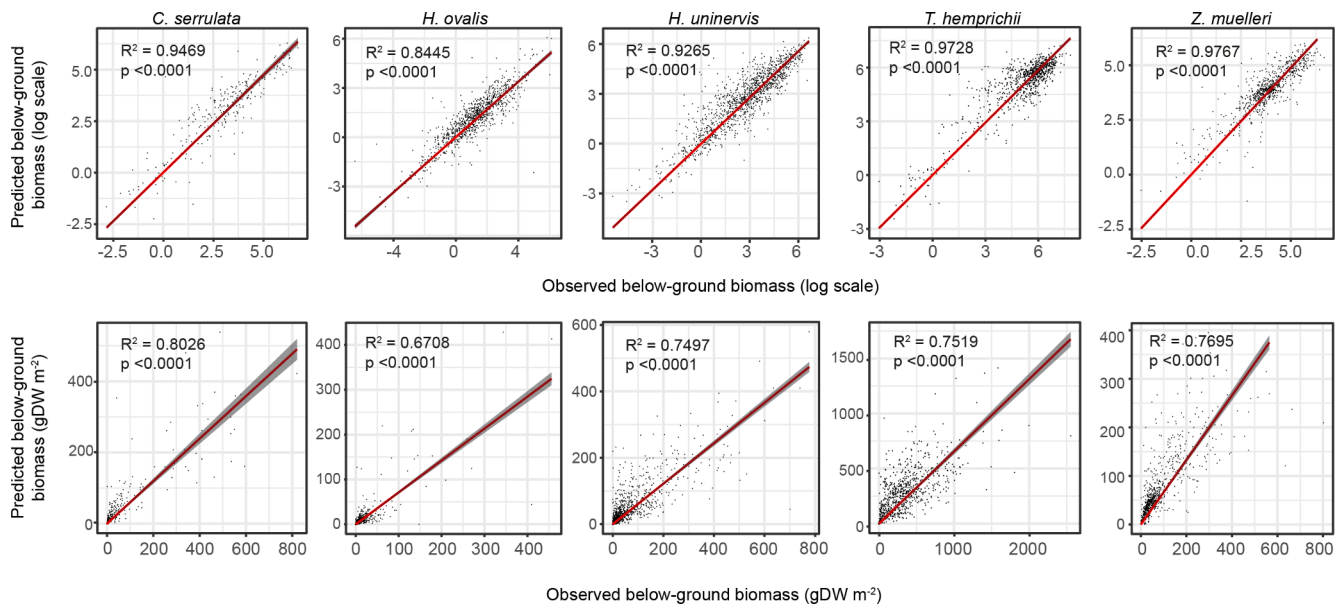 C. serrulata
H. ovalis
H. uninervis
T. hemprichii
Z. muelleri
Predicted below-ground
biomass (log scale)
R² = 0.9469
p <0.0001
5.0
2.5
0.0
-2.5
-2.5 0.0 2.5 5.0
R² = 0.8445
p <0.0001
6
3
0
-3
-4 0 4
R² = 0.9265
p <0.0001
6
3
0
-3
-3 0 3 6
R² = 0.9728
p <0.0001
6
3
0
-3
-3 0 3 6
R² = 0.9767
p <0.0001
5.0
2.5
0.0
-2.5
-2.5 0.0 2.5 5.0
Observed below-ground biomass (log scale)
Predicted below-ground
biomass (gDW m⁻²)
R² = 0.8026
p <0.0001
400
200
0
0 200 400 600 800
R² = 0.6708
p <0.0001
400
300
200
100
0
0 100 200 300 400
R² = 0.7497
p <0.0001
600
400
200
0
0 200 400 600 800
R² = 0.7519
p <0.0001
1500
1000
500
0
0 1000 2000
R² = 0.7695
p <0.0001
400
300
200
100
0
0 200 400 600 800
Observed below-ground biomass (gDW m⁻²)